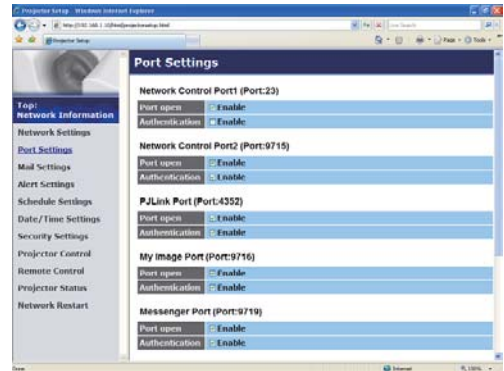 Projector Setup - Windows Internet Explorer
Projector Setup
Top:
Network Information
Network Settings
Port Settings
Mail Settings
Alert Settings
Schedule Settings
Date/Time Settings
Security Settings
Projector Control
Remote Control
Projector Status
Network Restart
Port Settings
Network Control Port1 (Port:23)
Port open Enable
Authentication Enable
Network Control Port2 (Port:9715)
Port open Enable
Authentication Enable
PJLink Port (Port:4352)
Port open Enable
Authentication Enable
My Image Port (Port:9716)
Port open Enable
Authentication Enable
Messenger Port (Port:9719)
Port open Enable
Authentication Enable
Internet
100%